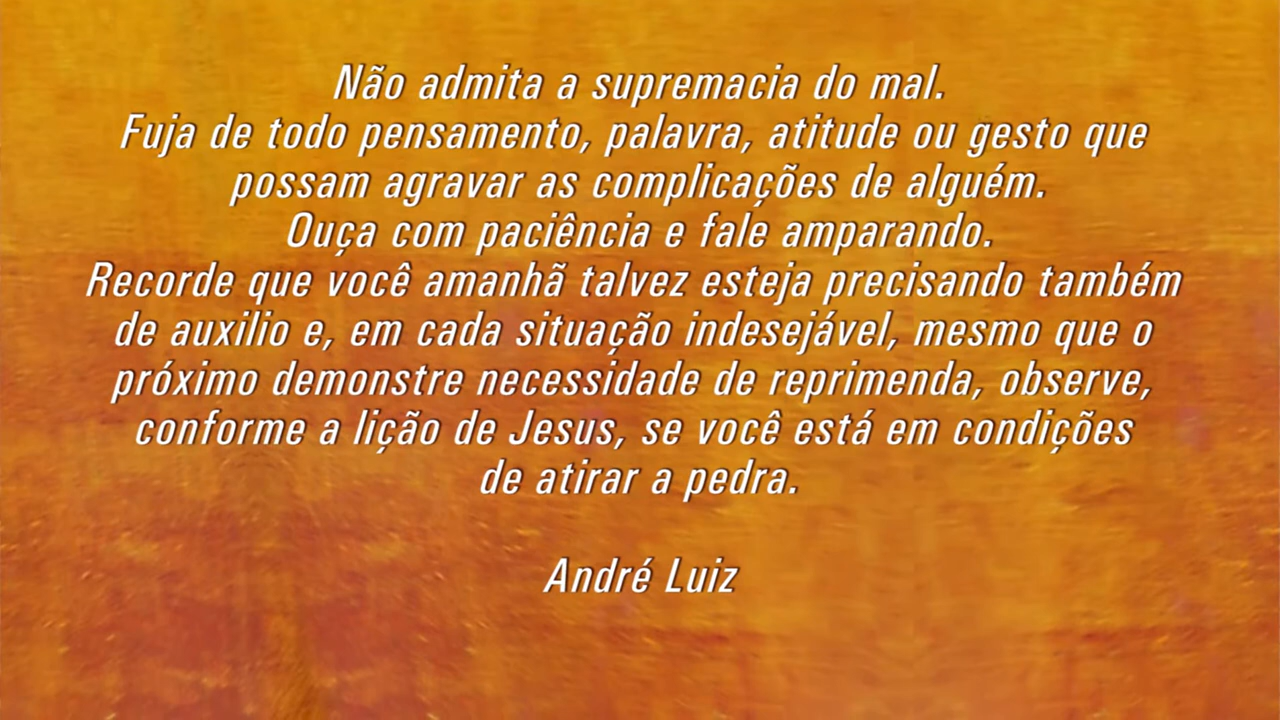 Não admita a supremacia do mal.
Fuja de todo pensamento, palavra, atitude ou gesto que
possam agravar as complicações de alguém.
Ouça com paciência e fale amparando.
Recorde que você amanhã talvez esteja precisando também
de auxilio e, em cada situação indesejável, mesmo que o
próximo demonstre necessidade de reprimenda, observe,
conforme a lição de Jesus, se você está em condições
de atirar a pedra.
André Luiz